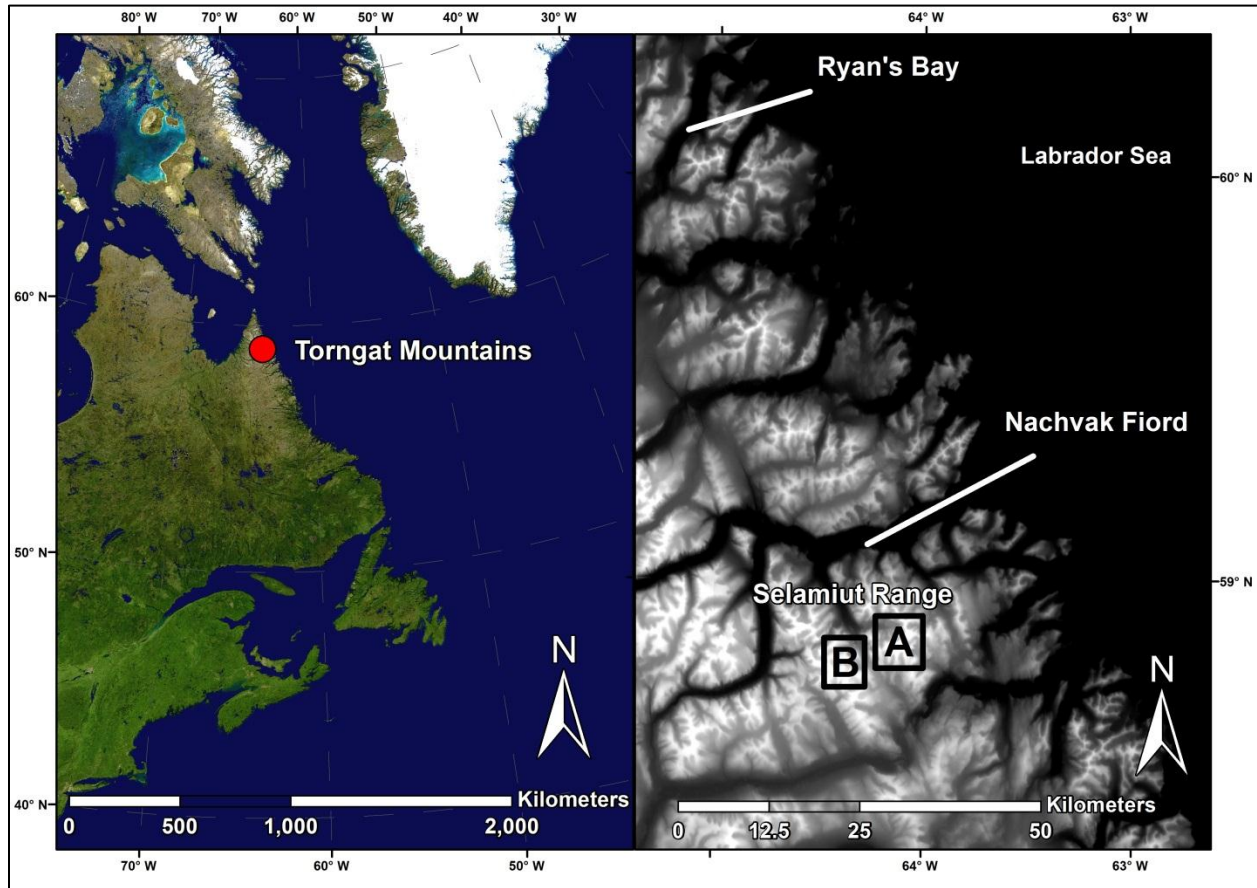 80° W 70° W 60° W 50° W 40° W 30° W 64° W 63° W
Ryan's Bay
Labrador Sea
60° N
60° N
Torngat Mountains
Nachvak Fiord
50° N
59° N
Selamiut Range
A
B
N
N
40° N
Kilometers
0 500 1,000 2,000
Kilometers
0 12.5 25 50
70° W 60° W 50° W 64° W 63° W